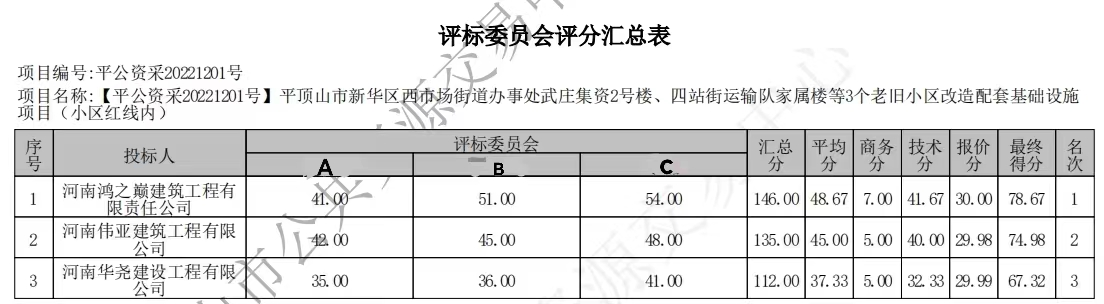 评标委员会评分汇总表
项目编号:平公资采20221201号
项目名称:【平公资采20221201号】平顶山市新华区西市场街道办事处武庄集资2号楼、四站街运输队家属楼等3个老旧小区改造配套基础设施
项目（小区红线内）
序号 投标人 评标委员会 汇总分 平均分 商务分 技术分 报价分 最终得分 名次
A B C
1 河南鸿之巅建筑工程有限责任公司 41.00 51.00 54.00 146.00 48.67 7.00 41.67 30.00 78.67 1
2 河南伟亚建筑工程有限公司 42.00 45.00 48.00 135.00 45.00 5.00 40.00 29.98 74.98 2
3 河南华尧建设工程有限公司 35.00 36.00 41.00 112.00 37.33 5.00 32.33 29.99 67.32 3